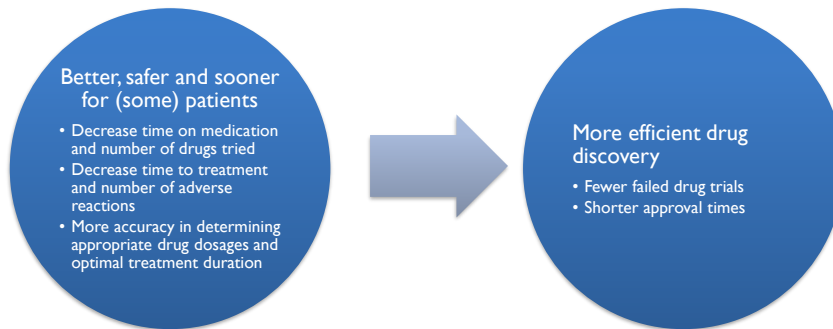 Better, safer and sooner
for (some) patients
• Decrease time on medication
and number of drugs tried
• Decrease time to treatment
and number of adverse
reactions
• More accuracy in determining
appropriate drug dosages and
optimal treatment duration
More efficient drug
discovery
• Fewer failed drug trials
• Shorter approval times